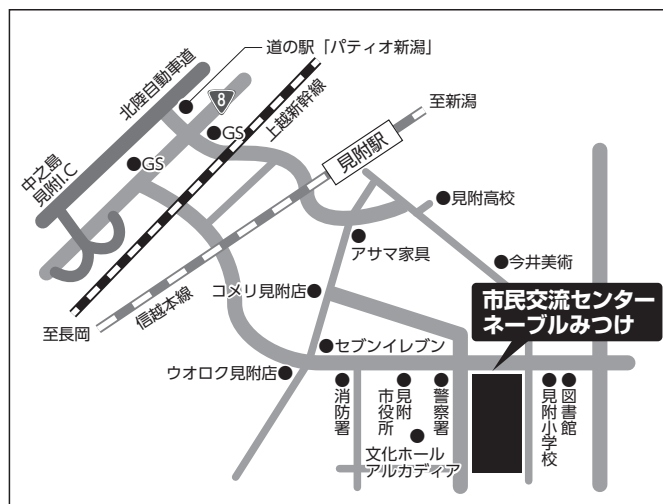 道の駅「パティオ新潟」
北陸自動車道
8
GS
上越新幹線
至新潟
見附駅
GS
中之島
見附I.C
見附高校
アサマ家具
今井美術
コメリ見附店
信越本線
至長岡
市民交流センター
ネーブルみつけ
セブンイレブン
ウオロク見附店
消防署
見附
市役所
警察署
図書館
見附小学校
文化ホール
アルカディア